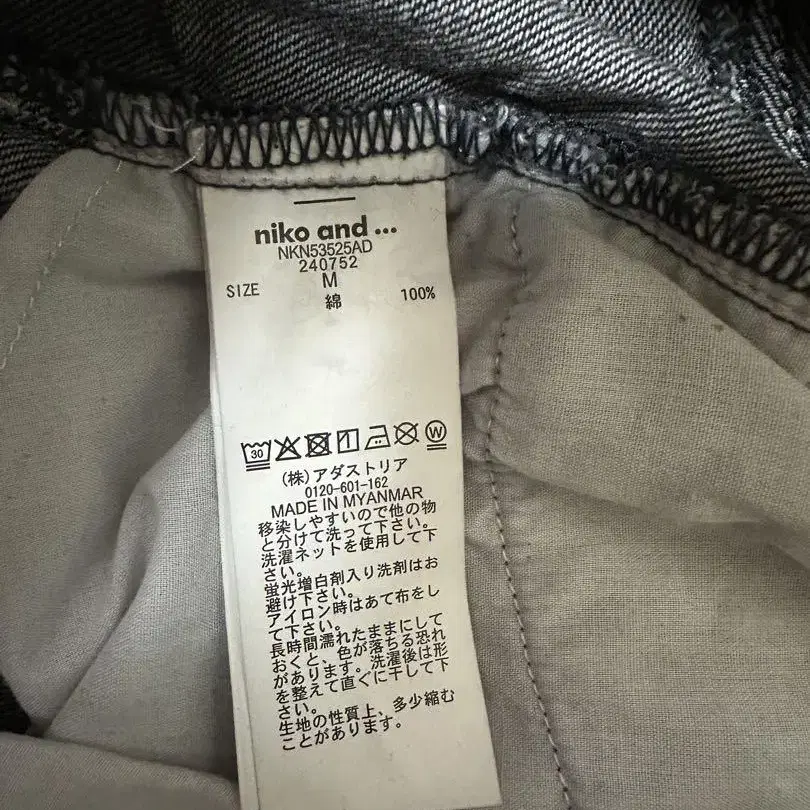 niko and ...
NKN53525AD
240752
SIZE M
綿 100%
30
W
(株)アダストリア
0120-601-162
MADE IN MYANMAR
移染しやすいので他の物
と分けて洗って下さい。
洗濯ネットを使用して下
さい。
蛍光増白剤入り洗剤はお
避け下さい。
アイロン時はあて布をし
て下さい。
長時間濡れたままにして
おくと、色が落ちる恐れ
があります。洗濯後は形
を整えて直ぐに干して下
さい。
生地の性質上、多少縮む
ことがあります。